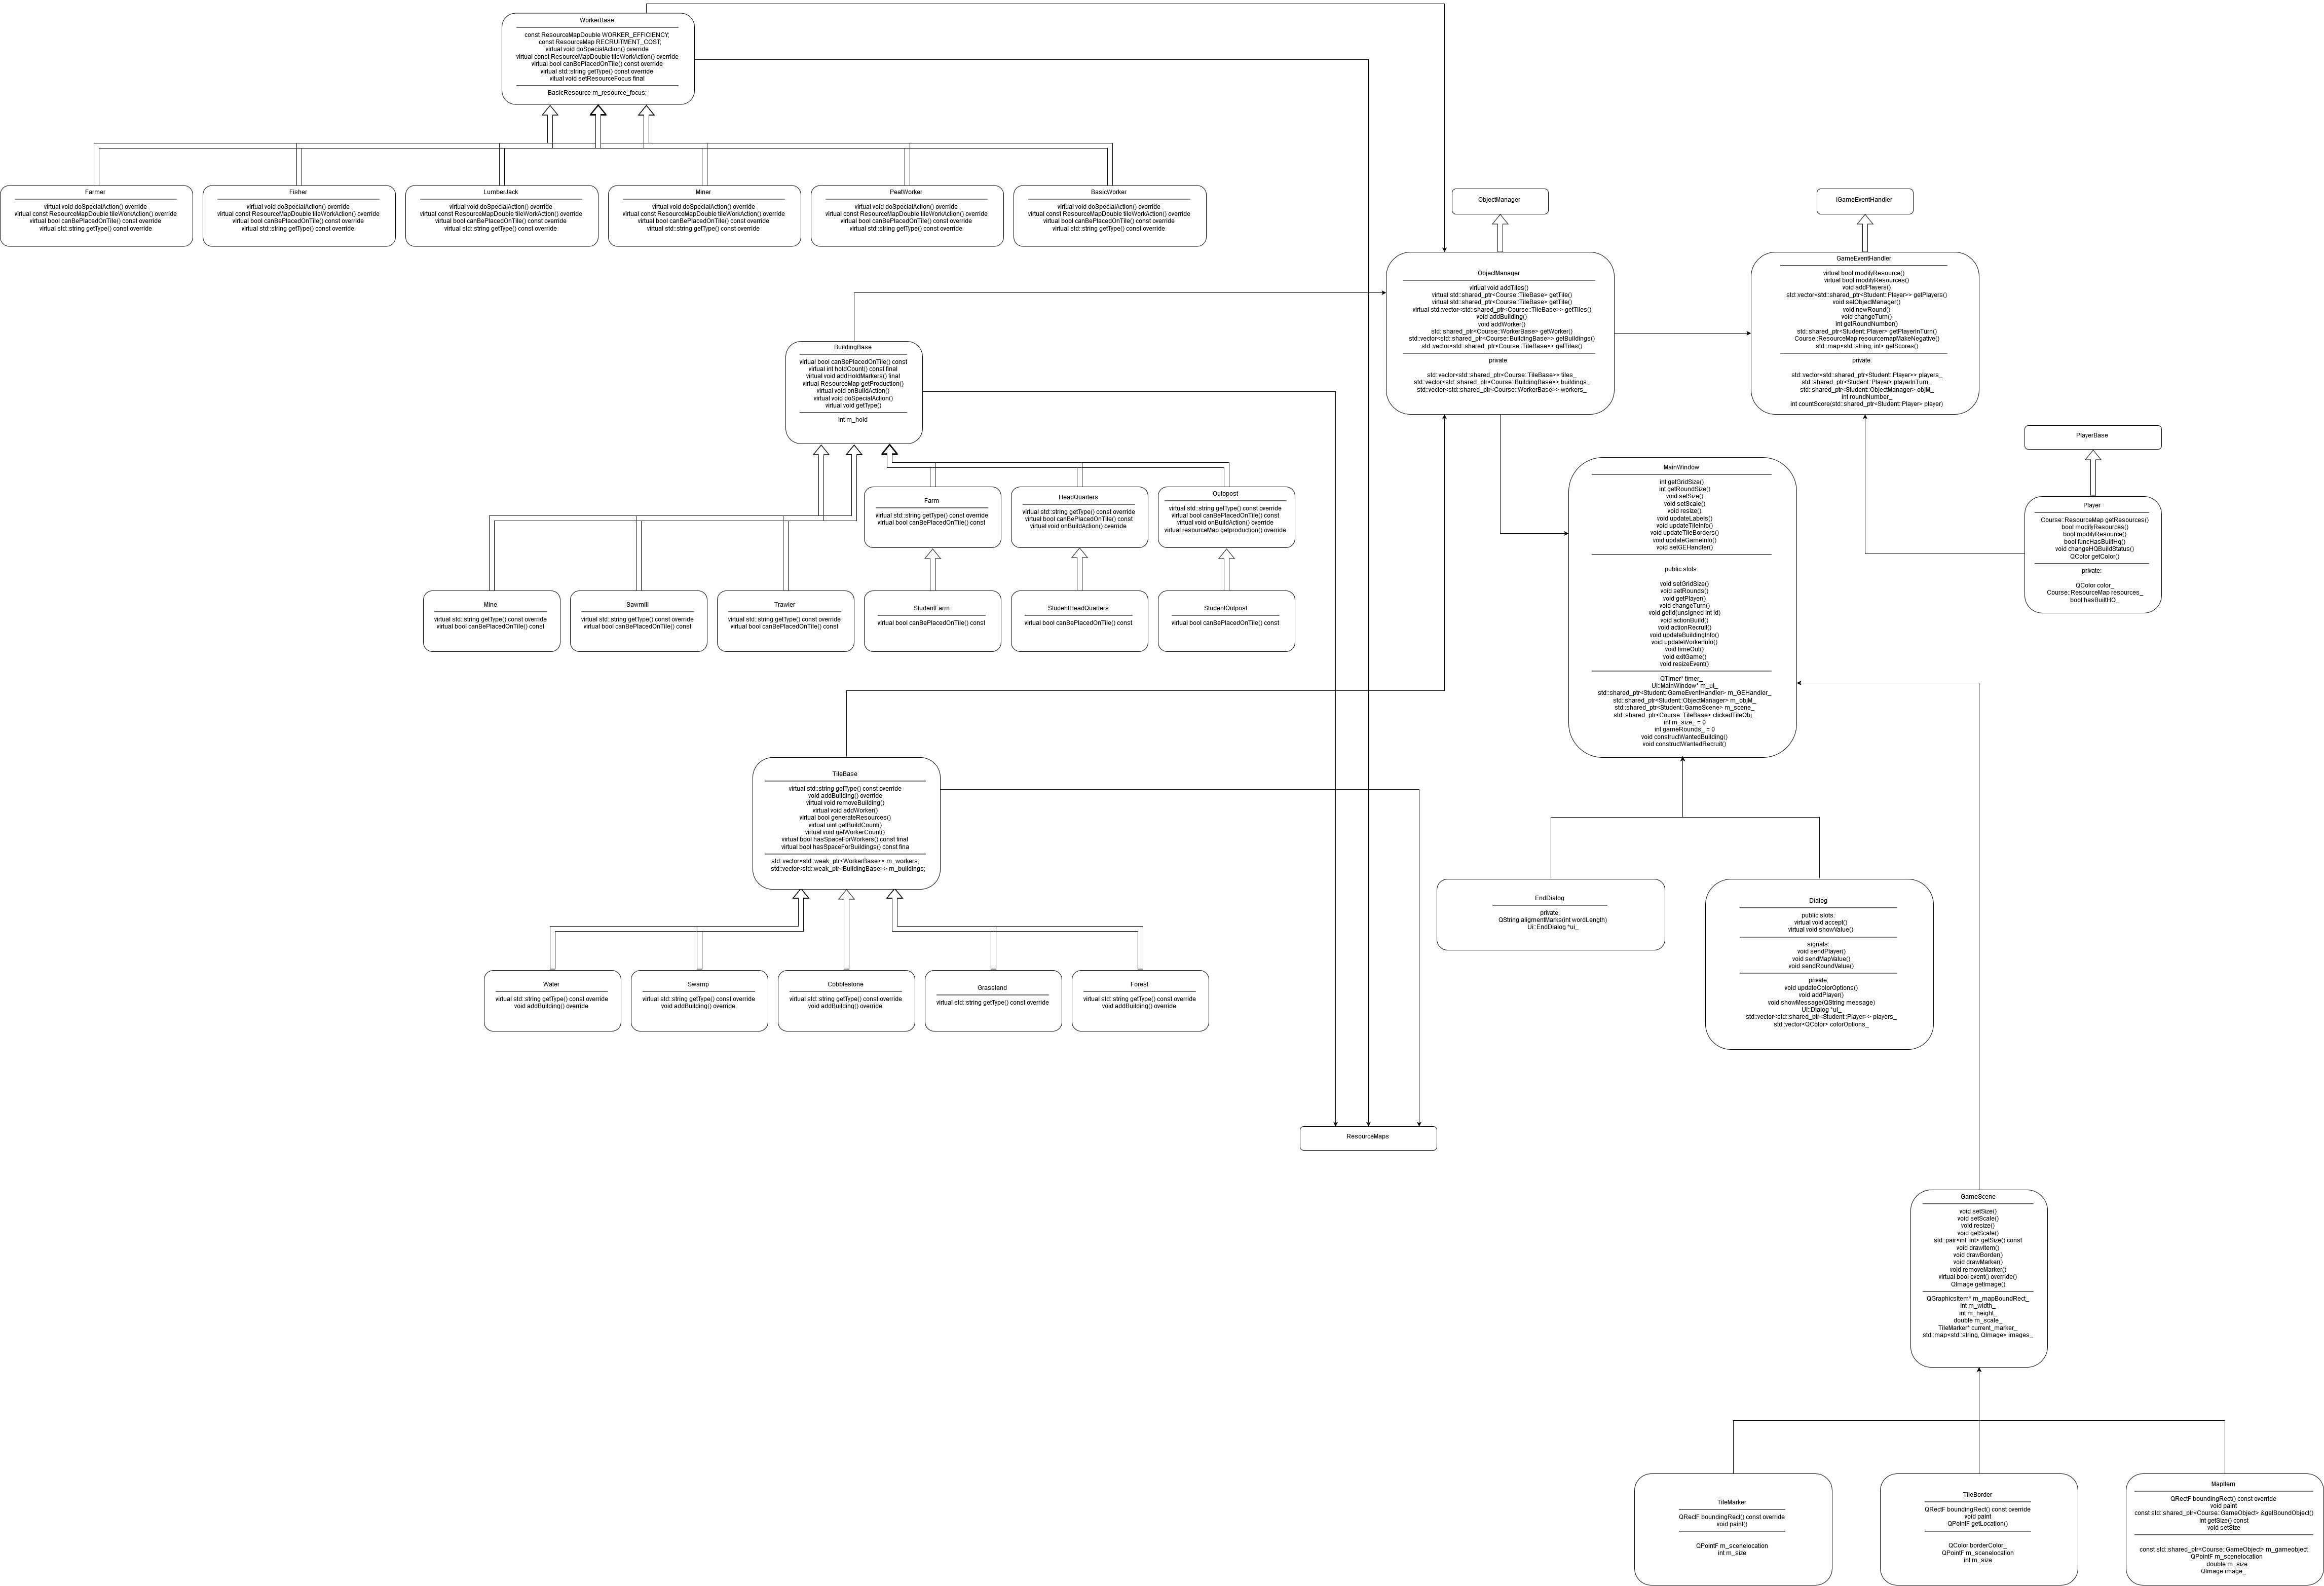 WorkerBase
const ResourceMapDouble WORKER_EFFICIENCY;
const ResourceMap RECRUITMENT_COST;
virtual void doSpecialAction() override
virtual const ResourceMapDouble tileWorkAction() override
virtual bool canBePlacedOnTile() const override
virtual std::string getType() const override
vitual void setResourceFocus final
BasicResource m_resource_focus;
Farmer
virtual void doSpecialAction() override
virtual const ResourceMapDouble tileWorkAction() override
virtual bool canBePlacedOnTile() const override
virtual std::string getType() const override
Fisher
virtual void doSpecialAction() override
virtual const ResourceMapDouble tileWorkAction() override
virtual bool canBePlacedOnTile() const override
virtual std::string getType() const override
LumberJack
virtual void doSpecialAction() override
virtual const ResourceMapDouble tileWorkAction() override
virtual bool canBePlacedOnTile() const override
virtual std::string getType() const override
Miner
virtual void doSpecialAction() override
virtual const ResourceMapDouble tileWorkAction() override
virtual bool canBePlacedOnTile() const override
virtual std::string getType() const override
PeatWorker
virtual void doSpecialAction() override
virtual const ResourceMapDouble tileWorkAction() override
virtual bool canBePlacedOnTile() const override
virtual std::string getType() const override
BasicWorker
virtual void doSpecialAction() override
virtual const ResourceMapDouble tileWorkAction() override
virtual bool canBePlacedOnTile() const override
virtual std::string getType() const override
ObjectManager
iGameEventHandler
ObjectManager
virtual void addTiles()
virtual std::shared_ptr<Course::TileBase> getTile()
virtual std::shared_ptr<Course::TileBase> getTile()
virtual std::vector<std::shared_ptr<Course::TileBase>> getTiles()
void addBuilding()
void addWorker()
std::shared_ptr<Course::WorkerBase> getWorker()
std::vector<std::shared_ptr<Course::BuildingBase>> getBuildings()
std::vector<std::shared_ptr<Course::TileBase>> getTiles()
private:
std::vector<std::shared_ptr<Course::TileBase>> tiles_
std::vector<std::shared_ptr<Course::BuildingBase>> buildings_
std::vector<std::shared_ptr<Course::WorkerBase>> workers_
GameEventHandler
virtual bool modifyResource()
virtual bool modifyResources()
void addPlayers()
std::vector<std::shared_ptr<Student::Player>> getPlayers()
void setObjectManager()
void newRound()
void changeTurn()
int getRoundNumber()
std::shared_ptr<Student::Player> getPlayerInTurn()
Course::ResourceMap resourcemapMakeNegative()
std::map<std::string, int> getScores()
private:
std::vector<std::shared_ptr<Student::Player>> players_
std::shared_ptr<Student::Player> playerInTurn_
std::shared_ptr<Student::ObjectManager> objM_
int roundNumber_
int countScore(std::shared_ptr<Student::Player> player)
BuildingBase
virtual bool canBePlacedOnTile() const
virtual int holdCount() const final
virtual void addHoldMarkers() final
virtual ResourceMap getProduction()
virtual void onBuildAction()
virtual void doSpecialAction()
virtual void getType()
int m_hold
PlayerBase
Player
Course::ResourceMap getResources()
bool modifyResources()
bool modifyResource()
bool funcHasBuiltHq()
void changeHQBuildStatus()
QColor getColor()
private:
QColor color_
Course::ResourceMap resources_
bool hasBuiltHQ_
MainWindow
int getGridSize()
int getRoundSize()
void setSize()
void setScale()
void resize()
void updateLabels()
void updateTileInfo()
void updateTileBorders()
void updateGameInfo()
void setGEHandler()
public slots:
void setGridSize()
void setRounds()
void getPlayer()
void changeTurn()
void getId(unsigned int Id)
void actionBuild()
void actionRecruit()
void updateBuildingInfo()
void updateWorkerInfo()
void timeOut()
void exitGame()
void resizeEvent()
QTimer* timer_
Ui::MainWindow* m_ui_
std::shared_ptr<Student::GameEventHandler> m_GEHandler_
std::shared_ptr<Student::ObjectManager> m_objM_
std::shared_ptr<Student::GameScene> m_scene_
std::shared_ptr<Course::TileBase> clickedTileObj_
int m_size_ = 0
int gameRounds_ = 0
void constructWantedBuilding()
void constructWantedRecruit()
Farm
virtual std::string getType() const override
virtual bool canBePlacedOnTile() const
HeadQuarters
virtual std::string getType() const override
virtual bool canBePlacedOnTile() const
virtual void onBuildAction() override
Outopost
virtual std::string getType() const override
virtual bool canBePlacedOnTile() const
virtual void onBuildAction() override
virtual resourceMap getproduction() override
Mine
virtual std::string getType() const override
virtual bool canBePlacedOnTile() const
Sawmill
virtual std::string getType() const override
virtual bool canBePlacedOnTile() const
Trawler
virtual std::string getType() const override
virtual bool canBePlacedOnTile() const
StudentFarm
virtual bool canBePlacedOnTile() const
StudentHeadQuarters
virtual bool canBePlacedOnTile() const
StudentOutpost
virtual bool canBePlacedOnTile() const
TileBase
virtual std::string getType() const override
void addBuilding() override
virtual void removeBuilding()
virtual void addWorker()
virtual bool generateResources()
virtual uint getBuildCount()
virtual void getWorkerCount()
virtual bool hasSpaceForWorkers() const final
virtual bool hasSpaceForBuildings() const fina
std::vector<std::weak_ptr<WorkerBase>> m_workers;
std::vector<std::weak_ptr<BuildingBase>> m_buildings;
EndDialog
private:
QString aligmentMarks(int wordLength)
Ui::EndDialog *ui_
Dialog
public slots:
virtual void accept()
virtual void showValue()
signals:
void sendPlayer()
void sendMapValue()
void sendRoundValue()
private:
void updateColorOptions()
void addPlayer()
void showMessage(QString message)
Ui::Dialog *ui_
std::vector<std::shared_ptr<Student::Player>> players_
std::vector<QColor> colorOptions_
Water
virtual std::string getType() const override
void addBuilding() override
Swamp
virtual std::string getType() const override
void addBuilding() override
Cobblestone
virtual std::string getType() const override
void addBuilding() override
Grassland
virtual std::string getType() const override
Forest
virtual std::string getType() const override
void addBuilding() override
ResourceMaps
GameScene
void setSize()
void setScale()
void resize()
void getScale()
std::pair<int, int> getSize() const
void drawItem()
void drawBorder()
void drawMarker()
void removeMarker()
virtual bool event() override()
QImage getImage()
QGraphicsItem* m_mapBoundRect_
int m_width_
int m_height_
double m_scale_
TileMarker* current_marker_
std::map<std::string, QImage> images_
TileMarker
QRectF boundingRect() const override
void paint()
QPointF m_scenelocation
int m_size
TileBorder
QRectF boundingRect() const override
void paint
QPointF getLocation()
QColor borderColor_
QPointF m_scenelocation
int m_size
MapItem
QRectF boundingRect() const override
void paint
const std::shared_ptr<Course::GameObject> &getBoundObject()
int getSize() const
void setSize
const std::shared_ptr<Course::GameObject> m_gameobject
QPointF m_scenelocation
double m_size
QImage image_